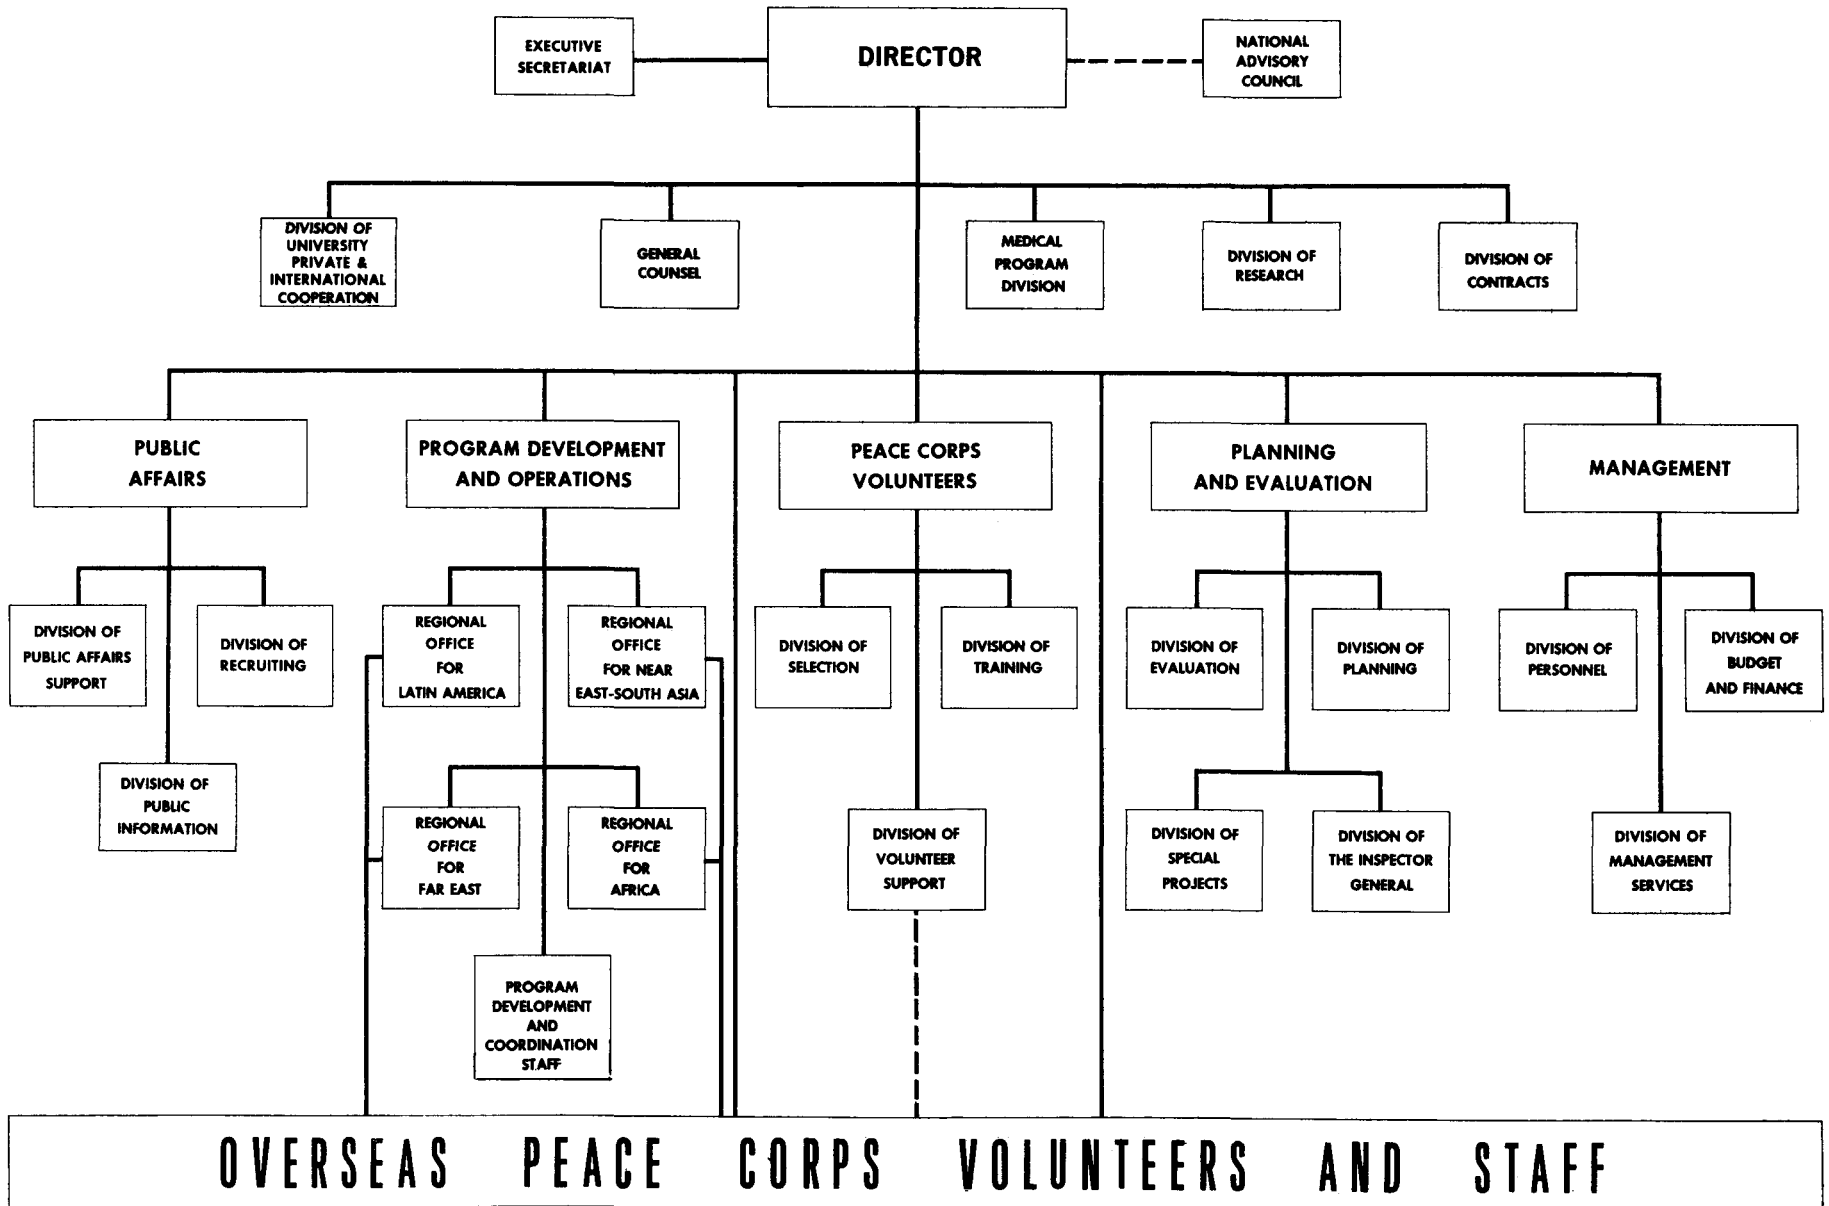 EXECUTIVE
SECRETARIAT
DIRECTOR
NATIONAL
ADVISORY
COUNCIL
DIVISION OF
UNIVERSITY
PRIVATE &
INTERNATIONAL
COOPERATION
GENERAL
COUNSEL
MEDICAL
PROGRAM
DIVISION
DIVISION OF
RESEARCH
DIVISION OF
CONTRACTS
PUBLIC
AFFAIRS
PROGRAM DEVELOPMENT
AND OPERATIONS
PEACE CORPS
VOLUNTEERS
PLANNING
AND EVALUATION
MANAGEMENT
DIVISION OF
PUBLIC AFFAIRS
SUPPORT
DIVISION OF
RECRUITING
REGIONAL
OFFICE
FOR
LATIN AMERICA
REGIONAL
OFFICE
FOR NEAR
EAST-SOUTH ASIA
DIVISION OF
SELECTION
DIVISION OF
TRAINING
DIVISION OF
EVALUATION
DIVISION OF
PLANNING
DIVISION OF
PERSONNEL
DIVISION OF
BUDGET
AND FINANCE
DIVISION OF
PUBLIC
INFORMATION
REGIONAL
OFFICE
FOR
FAR EAST
REGIONAL
OFFICE
FOR
AFRICA
DIVISION OF
VOLUNTEER
SUPPORT
DIVISION OF
SPECIAL
PROJECTS
DIVISION OF
THE INSPECTOR
GENERAL
DIVISION OF
MANAGEMENT
SERVICES
PROGRAM
DEVELOPMENT
AND
COORDINATION
STAFF
OVERSEAS PEACE CORPS VOLUNTEERS AND STAFF